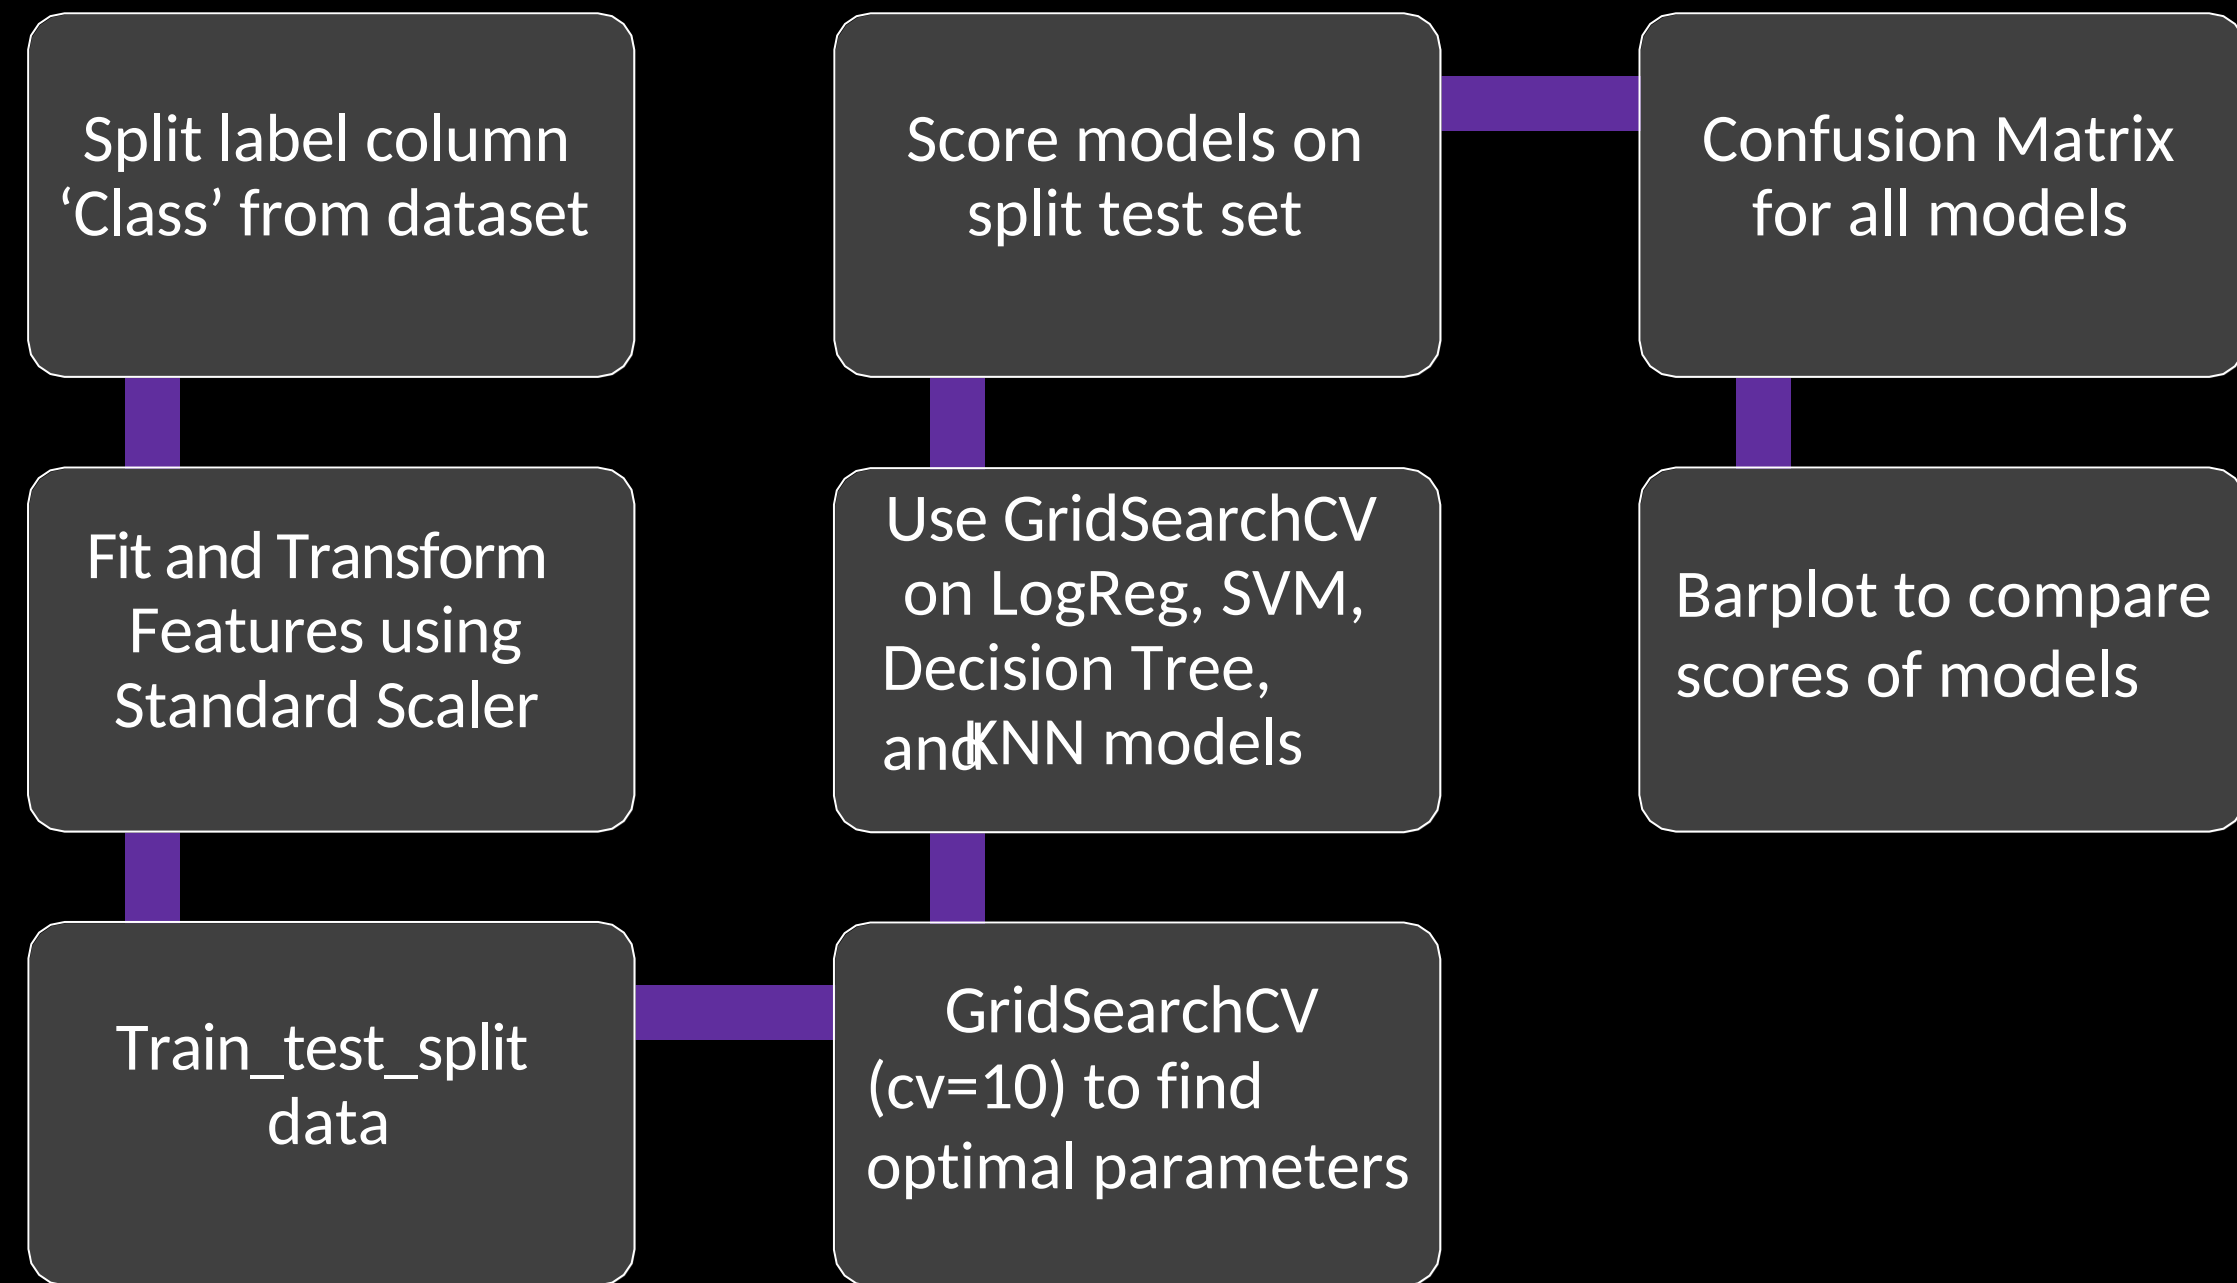 Split label column
‘Class’ from dataset
Fit and Transform
Features using
Standard Scaler
Train_test_split
data
GridSearchCV
(cv=10) to find
optimal parameters
Use GridSearchCV
on LogReg, SVM,
Decision Tree,
and KNN models
Score models on
split test set
Confusion Matrix
for all models
Barplot to compare
scores of models